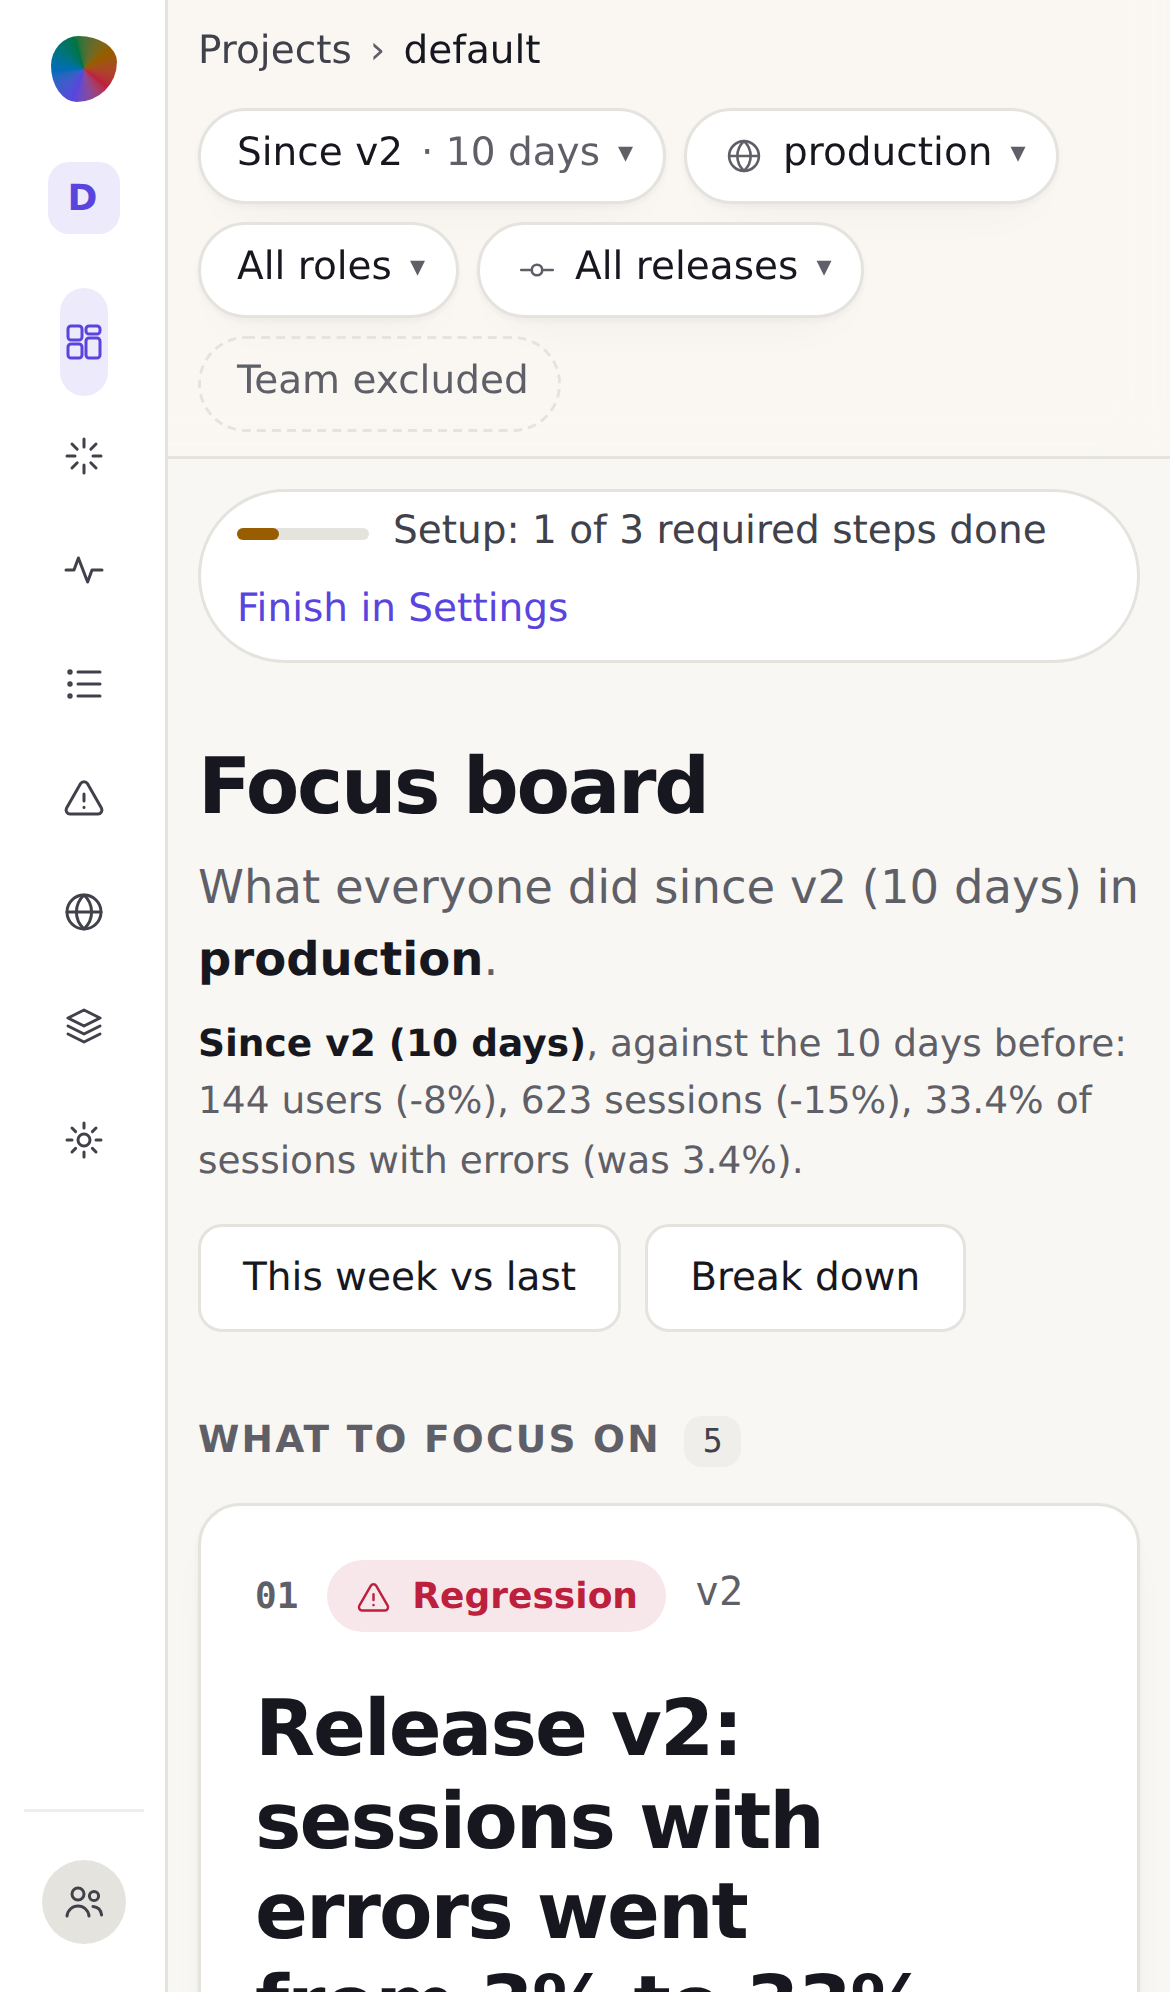 Projects › default
Since v2 · 10 days ▾
production ▾
All roles ▾
All releases ▾
Team excluded
D
Setup: 1 of 3 required steps done
Finish in Settings
Focus board
What everyone did since v2 (10 days) in
production.
Since v2 (10 days), against the 10 days before:
144 users (-8%), 623 sessions (-15%), 33.4% of
sessions with errors (was 3.4%).
This week vs last
Break down
WHAT TO FOCUS ON 5
01 Regression v2
Release v2:
sessions with
errors went
from 3% to 33%